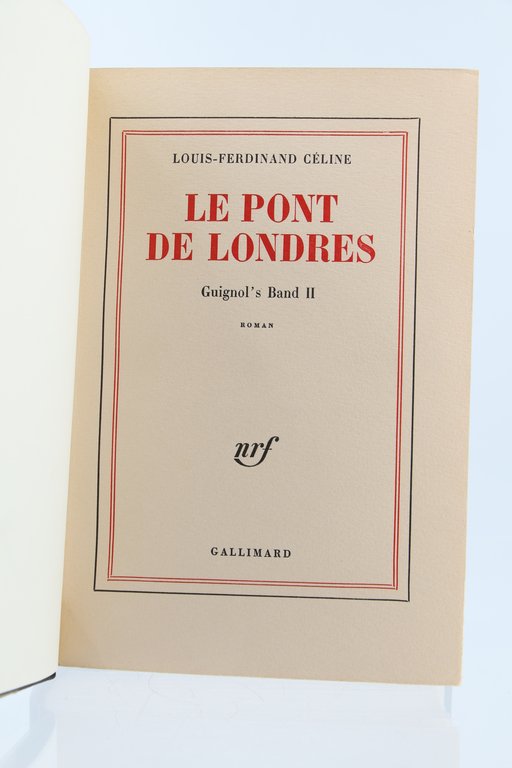 LOUIS-FERDINAND CÉLINE
LE PONT
DE LONDRES
Guignol's Band II
ROMAN
nrf
GALLIMARD